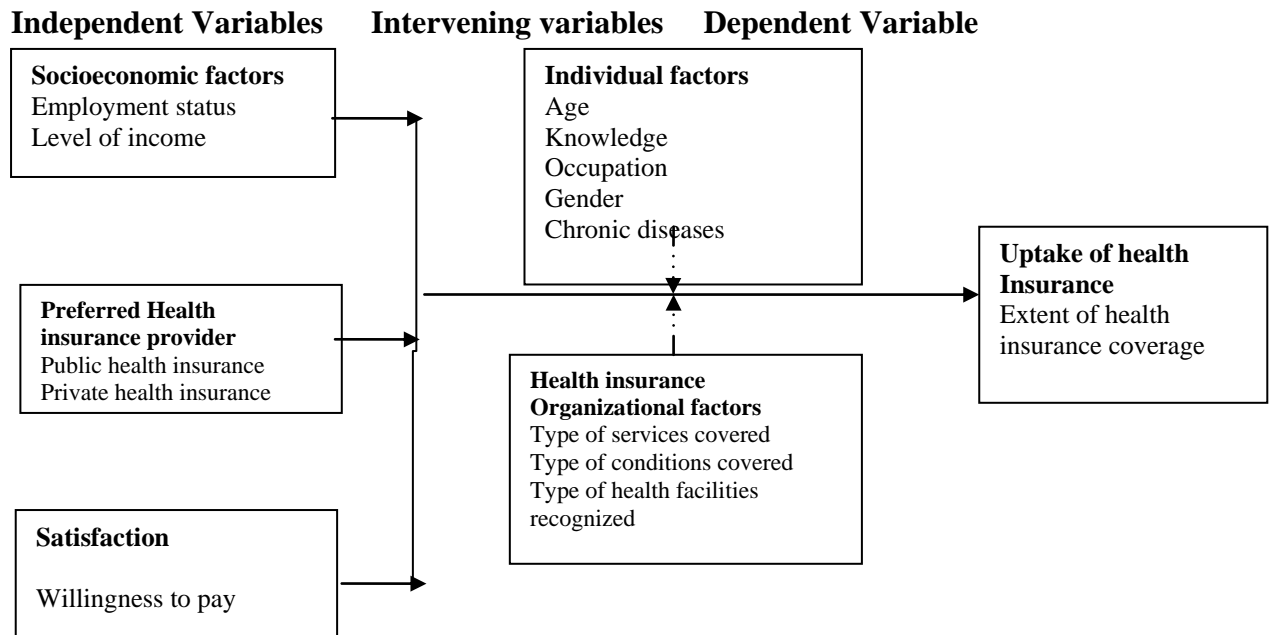 Independent Variables Intervening variables Dependent Variable
Socioeconomic factors
Employment status
Level of income
Preferred Health
insurance provider
Public health insurance
Private health insurance
Satisfaction
Willingness to pay
Individual factors
Age
Knowledge
Occupation
Gender
Chronic diseases
Health insurance
Organizational factors
Type of services covered
Type of conditions covered
Type of health facilities
recognized
Uptake of health
Insurance
Extent of health
insurance coverage